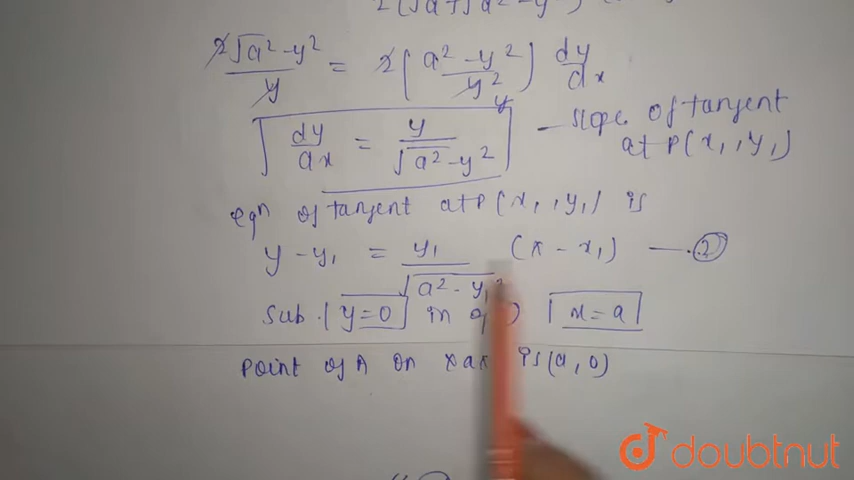 2√a²-y² / y = 2(a²-y² / y²) dy/dx
dy/dx = y / √a²-y² - slope of tangent
at P(x₁, y₁)
eqn of tangent at P(x₁, y₁) is
y-y₁ = y₁ / √a²-y₁² (x-x₁) — (2)
Sub. y=0 in x=a
Point of A on is (a, 0)
doubtnut